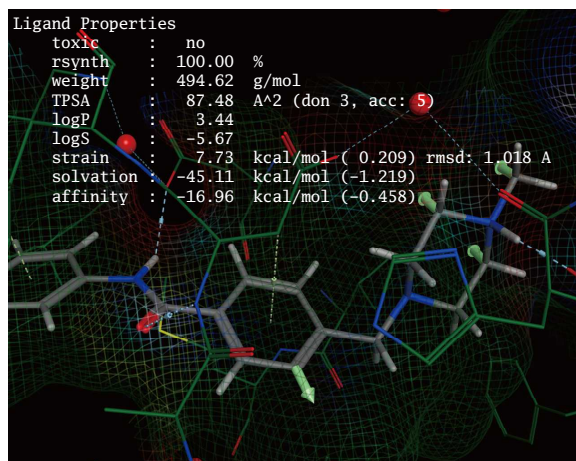 Ligand Properties
toxic : no
rsynth : 100.00 %
weight : 494.62 g/mol
TPSA : 87.48 A^2 (don 3, acc: 5)
logP : 3.44
logS : -5.67
strain : 7.73 kcal/mol ( 0.209) rmsd: 1.018 A
solvation : -45.11 kcal/mol (-1.219)
affinity : -16.96 kcal/mol (-0.458)